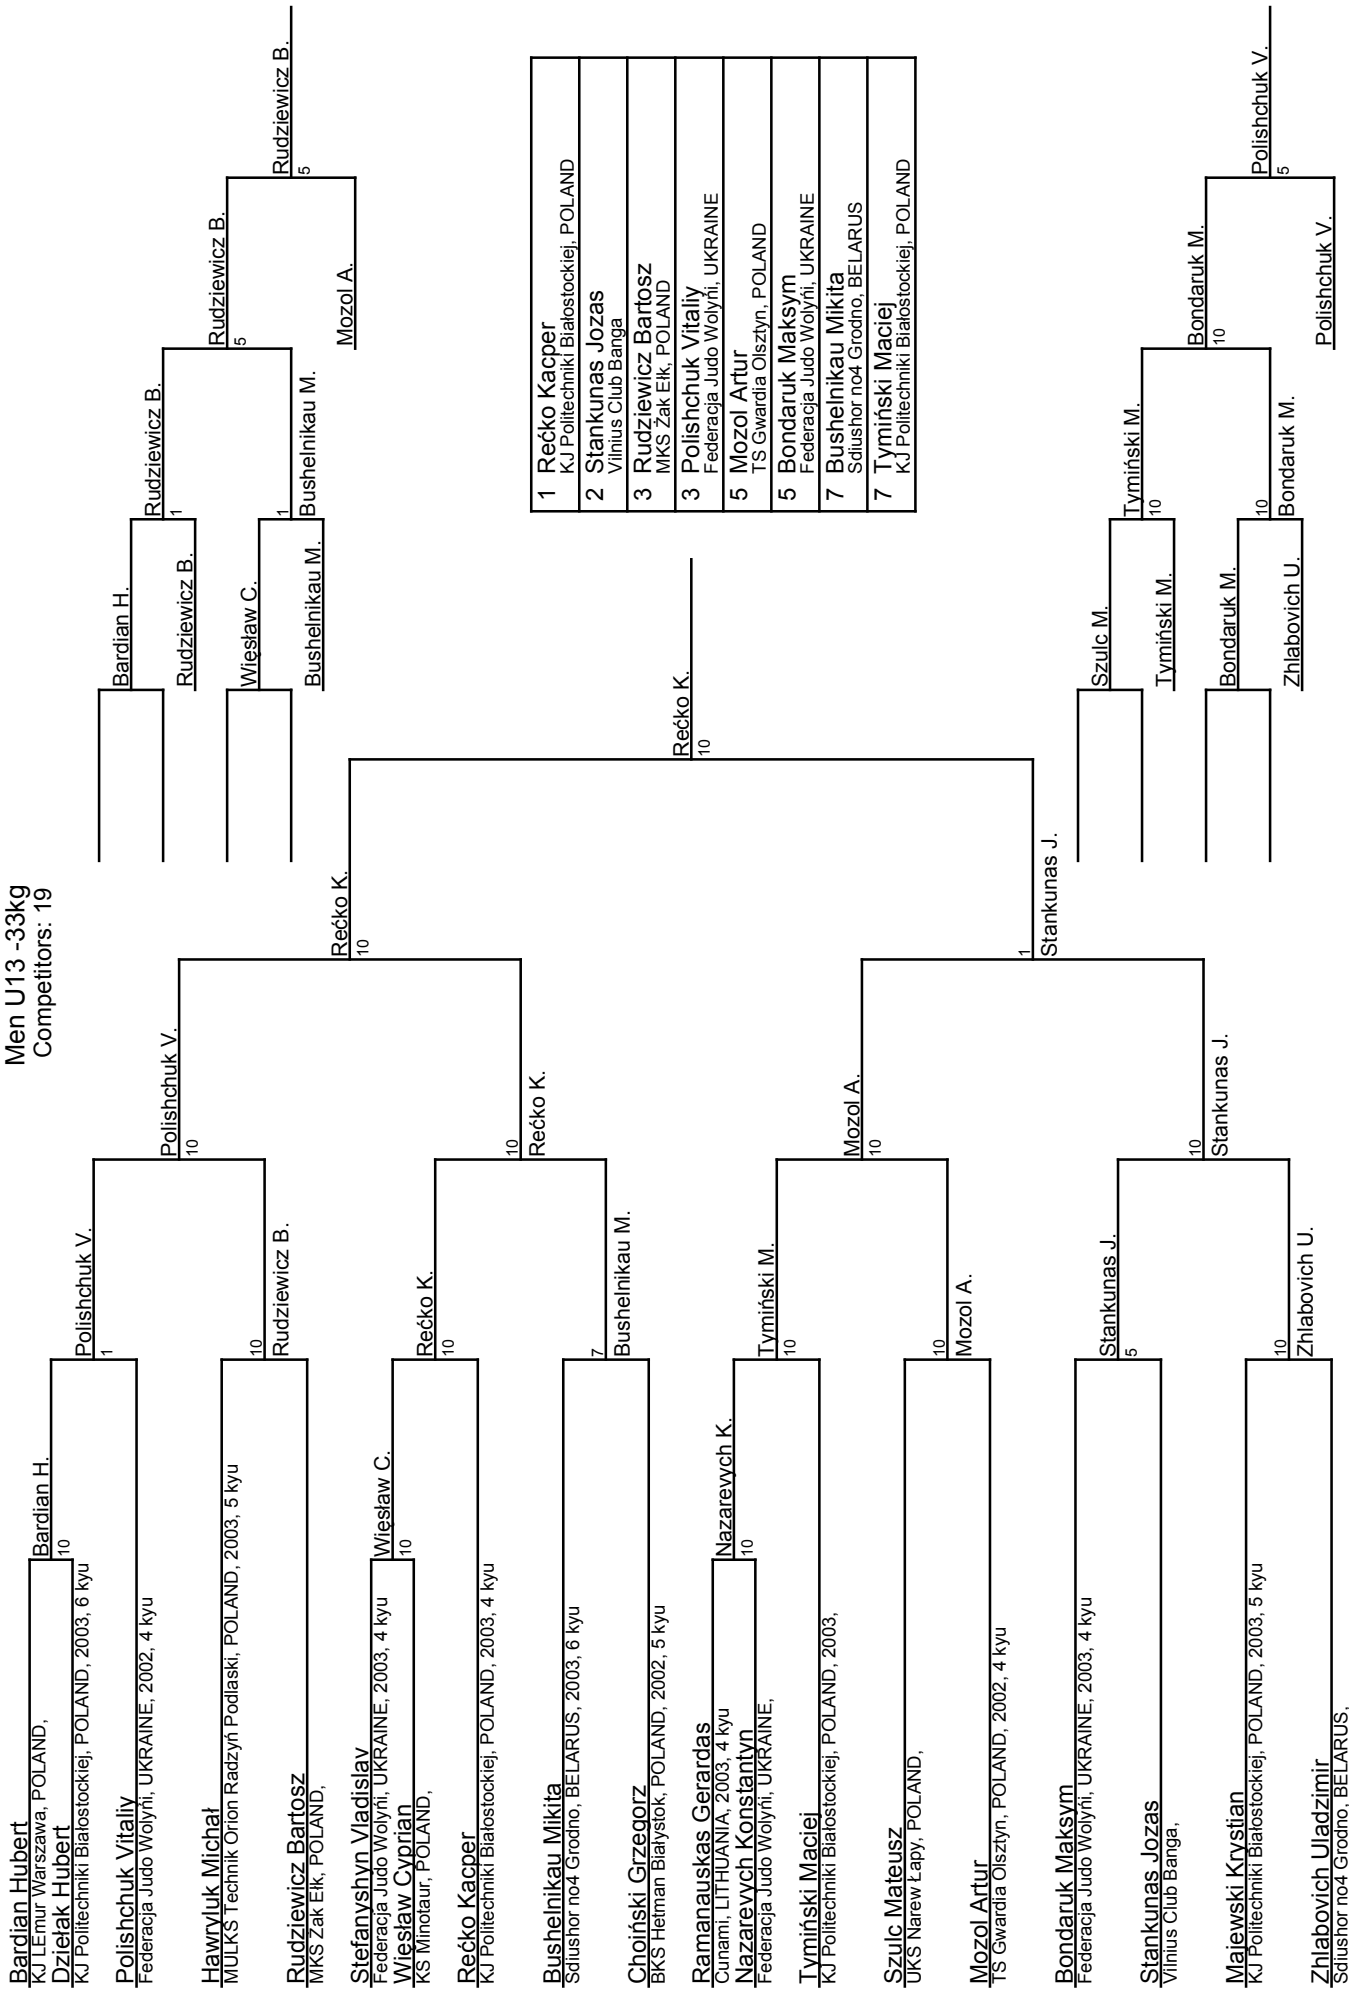 Men U13 -33kg
Competitors: 19
Bardian Hubert
KJ LEmur Warszawa, POLAND,
Dziełak Hubert
KJ Politechniki Białostockiej, POLAND, 2003, 6 kyu
Polishchuk Vitaliy
Federacja Judo Wolyńi, UKRAINE, 2002, 4 kyu
Hawryluk Michał
MULKS Technik Orion Radzyń Podlaski, POLAND, 2003, 5 kyu
Rudziewicz Bartosz
MKS Żak Ełk, POLAND,
Stefanyshyn Vladislav
Federacja Judo Wolyńi, UKRAINE, 2003, 4 kyu
Więsław Cyprian
KS Minotaur, POLAND,
Rećko Kacper
KJ Politechniki Białostockiej, POLAND, 2003, 4 kyu
Bushelnikau Mikita
Sdiushor no4 Grodno, BELARUS, 2003, 6 kyu
Choiński Grzegorz
BKS Hetman Białystok, POLAND, 2002, 5 kyu
Ramanauskas Gerardas
Cunami, LITHUANIA, 2003, 4 kyu
Nazarevych Konstantyn
Federacja Judo Wolyńi, UKRAINE,
Tymiński Maciej
KJ Politechniki Białostockiej, POLAND, 2003,
Szulc Mateusz
UKS Narew Łapy, POLAND,
Mozol Artur
TS Gwardia Olsztyn, POLAND, 2002, 4 kyu
Bondaruk Maksym
Federacja Judo Wolyńi, UKRAINE, 2003, 4 kyu
Stankunas Jozas
Vilnius Club Banga,
Majewski Krystian
KJ Politechniki Białostockiej, POLAND, 2003, 5 kyu
Zhlabovich Uladzimir
Sdiushor no4 Grodno, BELARUS,
Bardian H.
10
Więsław C.
10
Nazarevych K.
10
Polishchuk V.
1
10
Rudziewicz B.
Rećko K.
10
7
Bushelnikau M.
Tymiński M.
10
10
Mozol A.
Stankunas J.
5
10
Zhlabovich U.
Polishchuk V.
10
10
Rećko K.
Mozol A.
10
10
Stankunas J.
Rećko K.
10
1
Stankunas J.
Rećko K.
10
Bardian H.
Rudziewicz B.
Więsław C.
Bushelnikau M.
Rudziewicz B.
1
1
Bushelnikau M.
Rudziewicz B.
5
Mozol A.
Rudziewicz B.
5
1 Rećko Kacper
KJ Politechniki Białostockiej, POLAND
2 Stankunas Jozas
Vilnius Club Banga
3 Rudziewicz Bartosz
MKS Żak Ełk, POLAND
3 Polishchuk Vitaliy
Federacja Judo Wolyńi, UKRAINE
5 Mozol Artur
TS Gwardia Olsztyn, POLAND
5 Bondaruk Maksym
Federacja Judo Wolyńi, UKRAINE
7 Bushelnikau Mikita
Sdiushor no4 Grodno, BELARUS
7 Tymiński Maciej
KJ Politechniki Białostockiej, POLAND
Szulc M.
Tymiński M.
Bondaruk M.
Zhlabovich U.
Tymiński M.
10
10
Bondaruk M.
Bondaruk M.
10
Polishchuk V.
Polishchuk V.
5